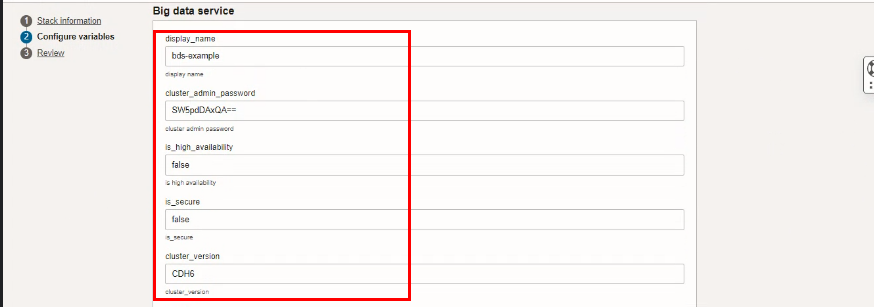 Big data service
1 Stack information
2 Configure variables
3 Review
display_name
bds-example
display name
cluster_admin_password
SW5pdDAxQA==
cluster admin password
is_high_availability
false
is high availability
is_secure
false
is_secure
cluster_version
CDH6
cluster_version